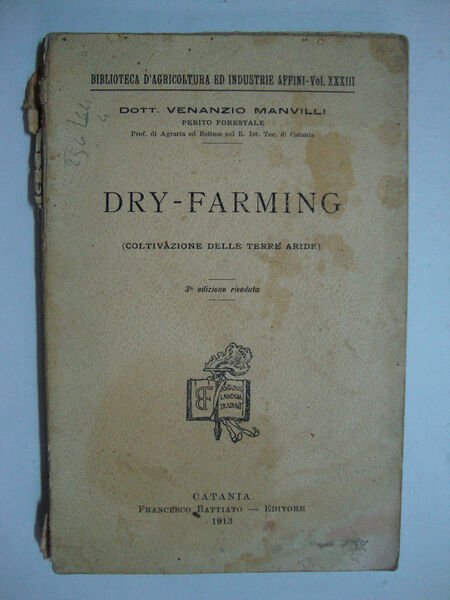 BIBLIOTECA D'AGRICOLTURA ED INDUSTRIE AFFINI-Vol. XXXIII
DOTT. VENANZIO MANVILLI
PERITO FORESTALE
Prof. di Agraria ed Estimo nel R. Ist. Tec. di Catania
DRY-FARMING
(COLTIVAZIONE DELLE TERRE ARIDE)
3ª edizione riveduta
CATANIA
FRANCESCO BATTIATO — EDITORE
1913